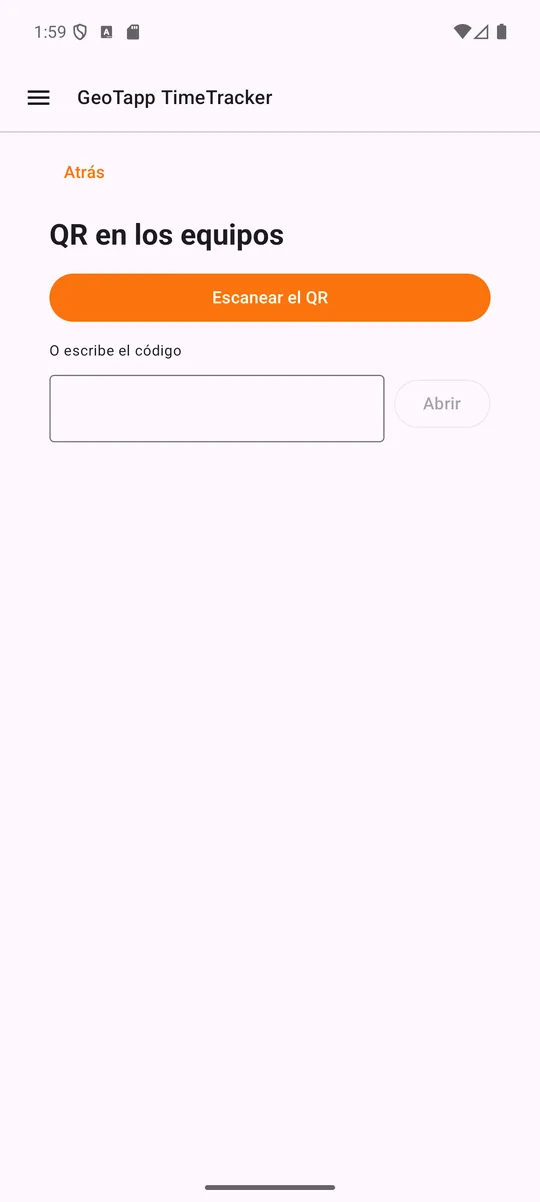 1:59
GeoTapp TimeTracker
Atrás
QR en los equipos
Escanear el QR
O escribe el código
Abrir